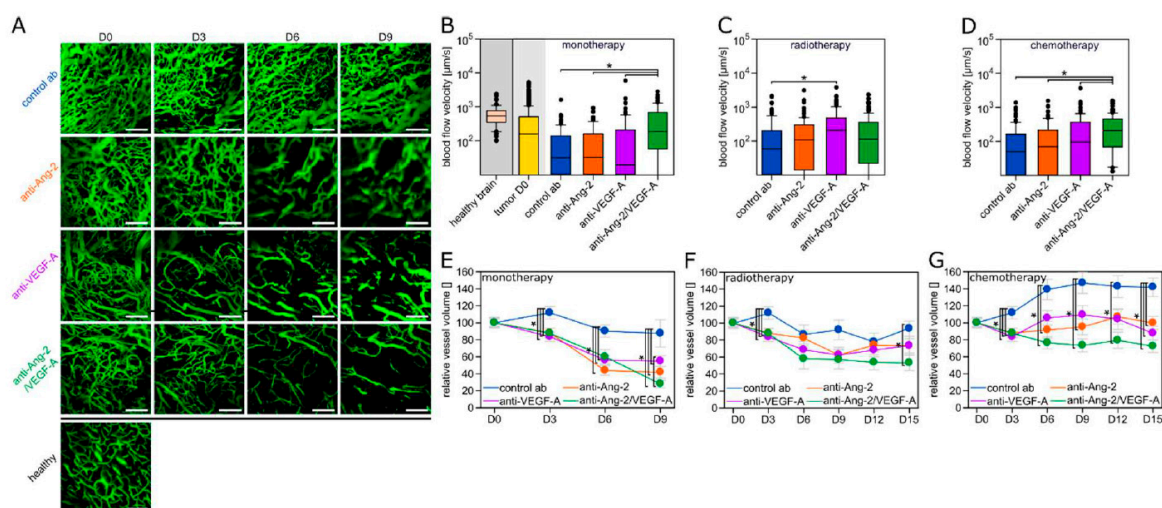 A
D0
D3
D6
D9
control ab
anti-Ang-2
anti-VEGF-A
anti-Ang-2
/VEGF-A
healthy
B
monotherapy
blood flow velocity [µm/s]
10⁵
10⁴
10³
10²
*
healthy brain
tumor D0
control ab
anti-Ang-2
anti-VEGF-A
anti-Ang-2/VEGF-A
C
radiotherapy
blood flow velocity [µm/s]
10⁵
10⁴
10³
10²
*
control ab
anti-Ang-2
anti-VEGF-A
anti-Ang-2/VEGF-A
D
chemotherapy
blood flow velocity [µm/s]
10⁵
10⁴
10³
10²
*
control ab
anti-Ang-2
anti-VEGF-A
anti-Ang-2/VEGF-A
E
monotherapy
relative vessel volume []
160
140
120
100
80
60
40
20
0
* * *
control ab
anti-Ang-2
anti-VEGF-A
anti-Ang-2/VEGF-A
D0
D3
D6
D9
F
radiotherapy
relative vessel volume []
160
140
120
100
80
60
40
20
0
* *
control ab
anti-Ang-2
anti-VEGF-A
anti-Ang-2/VEGF-A
D0
D3
D6
D9
D12
D15
G
chemotherapy
relative vessel volume []
160
140
120
100
80
60
40
20
0
* * * * *
control ab
anti-Ang-2
anti-VEGF-A
anti-Ang-2/VEGF-A
D0
D3
D6
D9
D12
D15